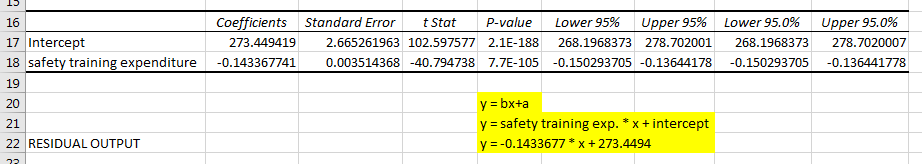 15
16 Coefficients Standard Error t Stat P-value Lower 95% Upper 95% Lower 95.0% Upper 95.0%
17 Intercept 273.449419 2.665261963 102.597577 2.1E-188 268.1968373 278.702001 268.1968373 278.7020007
18 safety training expenditure -0.143367741 0.003514368 -40.794738 7.7E-105 -0.150293705 -0.13644178 -0.150293705 -0.136441778
19
20 y = bx+a
21 y = safety training exp. * x + intercept
22 RESIDUAL OUTPUT y = -0.1433677 * x + 273.4494
23